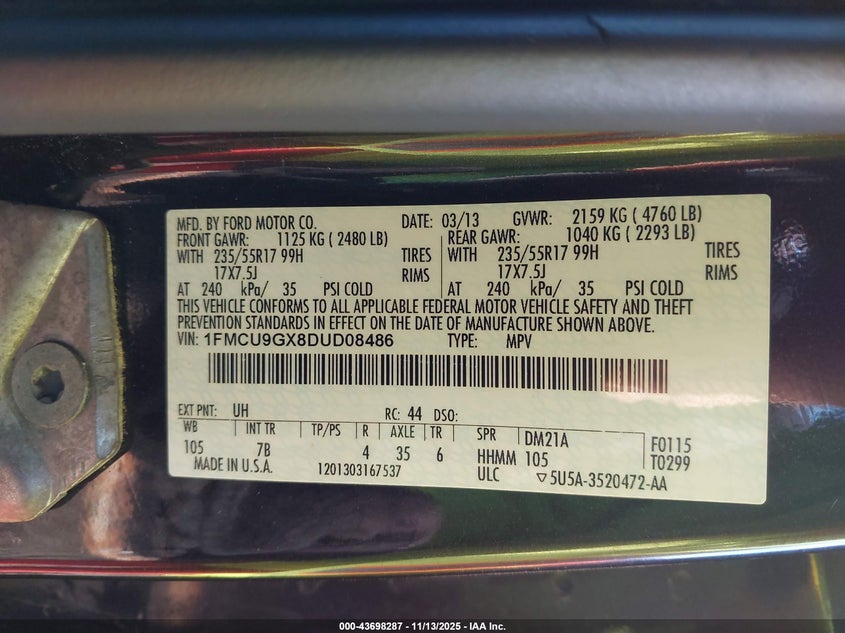 MFD. BY FORD MOTOR CO. DATE: 03/13 GVWR: 2159 KG ( 4760 LB)
FRONT GAWR: 1125 KG ( 2480 LB) REAR GAWR: 1040 KG ( 2293 LB)
WITH 235/55R17 99H TIRES WITH 235/55R17 99H TIRES
17X7.5J RIMS 17X7.5J RIMS
AT 240 kPa/ 35 PSI COLD AT 240 kPa/ 35 PSI COLD
THIS VEHICLE CONFORMS TO ALL APPLICABLE FEDERAL MOTOR VEHICLE SAFETY AND THEFT
PREVENTION STANDARDS IN EFFECT ON THE DATE OF MANUFACTURE SHOWN ABOVE.
VIN: 1FMCU9GX8DUD08486 TYPE: MPV
EXT PNT: UH RC: 44 DSO:
WB INT TR TP/PS R AXLE TR SPR DM21A F0115
105 7B 4 35 6 HHMM 105 T0299
MADE IN U.S.A. 1201303167537 ULC ▽5U5A-3520472-AA
000-43698287 - 11/13/2025 - IAA Inc.